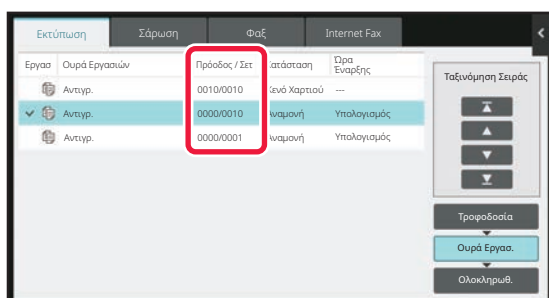 Εκτύπωση Σάρωση Φαξ Internet Fax
Εργασ Ουρά Εργασιών Πρόοδος / Σετ Κατάσταση Ώρα Έναρξης
Ταξινόμηση Σειράς
Αντιγρ. 0010/0010 Κενό Χαρτιού ---
Αντιγρ. 0000/0010 Αναμονή Υπολογισμός
Αντιγρ. 0000/0001 Αναμονή Υπολογισμός
Τροφοδοσία
Ουρά Εργασ.
Ολοκληρωθ.